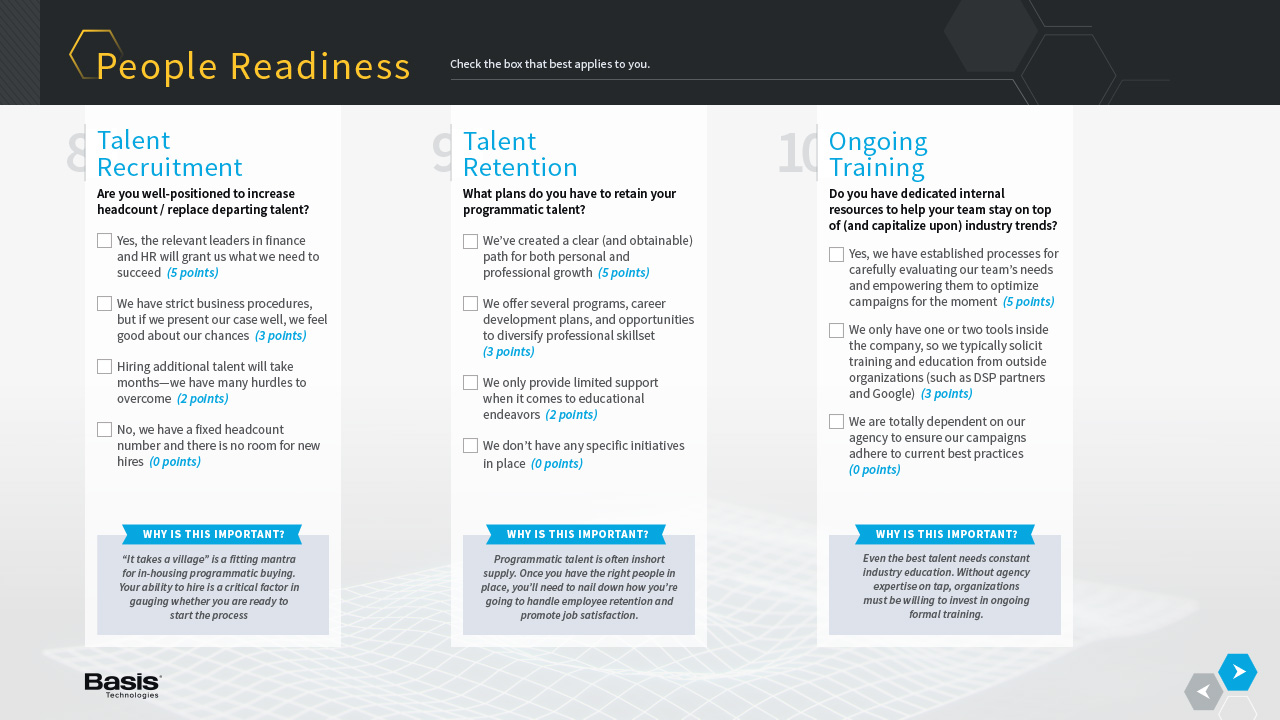 People Readiness
Check the box that best applies to you.
8
Talent
Recruitment
Are you well-positioned to increase
headcount / replace departing talent?
Yes, the relevant leaders in finance
and HR will grant us what we need to
succeed (5 points)
We have strict business procedures,
but if we present our case well, we feel
good about our chances (3 points)
Hiring additional talent will take
months—we have many hurdles to
overcome (2 points)
No, we have a fixed headcount
number and there is no room for new
hires (0 points)
WHY IS THIS IMPORTANT?
“It takes a village” is a fitting mantra
for in-housing programmatic buying.
Your ability to hire is a critical factor in
gauging whether you are ready to
start the process
9
Talent
Retention
What plans do you have to retain your
programmatic talent?
We’ve created a clear (and obtainable)
path for both personal and
professional growth (5 points)
We offer several programs, career
development plans, and opportunities
to diversify professional skillset
(3 points)
We only provide limited support
when it comes to educational
endeavors (2 points)
We don’t have any specific initiatives
in place (0 points)
WHY IS THIS IMPORTANT?
Programmatic talent is often inshort
supply. Once you have the right people in
place, you’ll need to nail down how you’re
going to handle employee retention and
promote job satisfaction.
10
Ongoing
Training
Do you have dedicated internal
resources to help your team stay on top
of (and capitalize upon) industry trends?
Yes, we have established processes for
carefully evaluating our team’s needs
and empowering them to optimize
campaigns for the moment (5 points)
We only have one or two tools inside
the company, so we typically solicit
training and education from outside
organizations (such as DSP partners
and Google) (3 points)
We are totally dependent on our
agency to ensure our campaigns
adhere to current best practices
(0 points)
WHY IS THIS IMPORTANT?
Even the best talent needs constant
industry education. Without agency
expertise on tap, organizations
must be willing to invest in ongoing
formal training.
Basis
Technologies